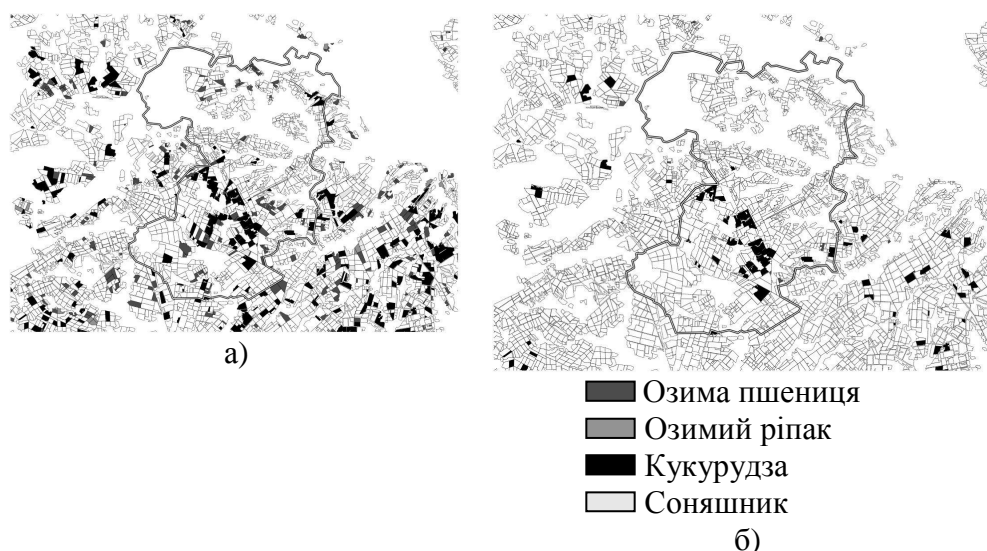 а)
Озима пшениця
Озимий ріпак
Кукурудза
Соняшник
б)